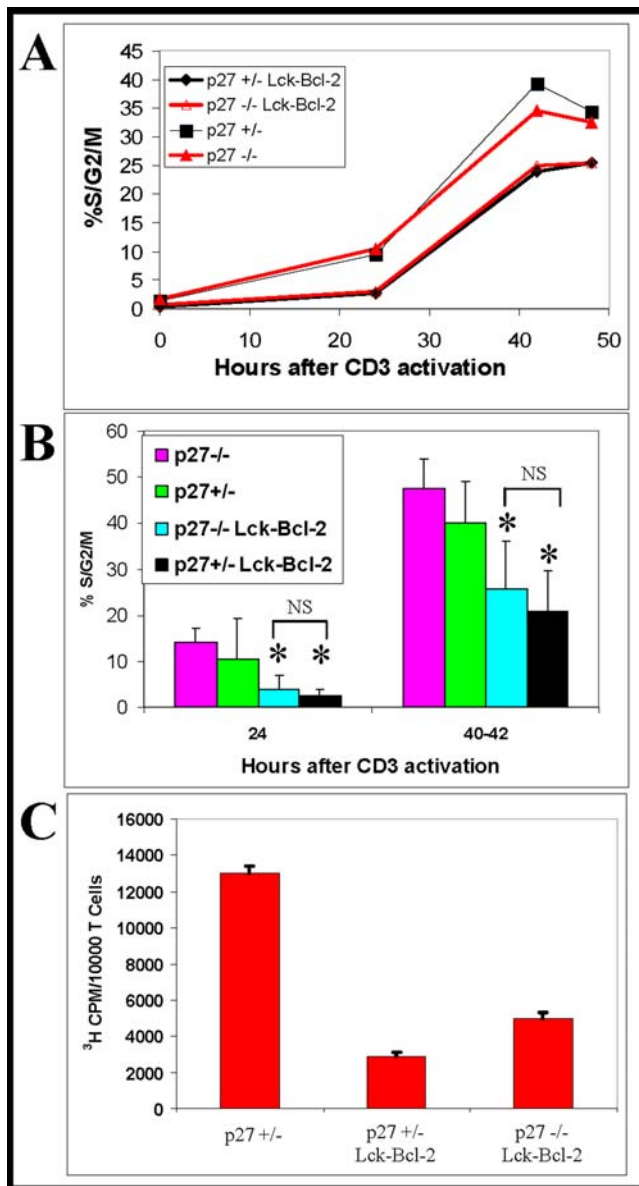 A
45
40
35
30
25
20
15
10
5
0
%S/G2/M
p27 +/- Lck-Bcl-2
p27 -/- Lck-Bcl-2
p27 +/-
p27 -/-
0 10 20 30 40 50
Hours after CD3 activation
B
60
50
40
30
20
10
0
% S/G2/M
p27-/-
p27+/-
p27-/- Lck-Bcl-2
p27+/- Lck-Bcl-2
NS
* *
NS
* *
24 40-42
Hours after CD3 activation
C
16000
14000
12000
10000
8000
6000
4000
2000
0
³H CPM/10000 T Cells
p27 +/- p27 +/- p27 -/-
Lck-Bcl-2 Lck-Bcl-2